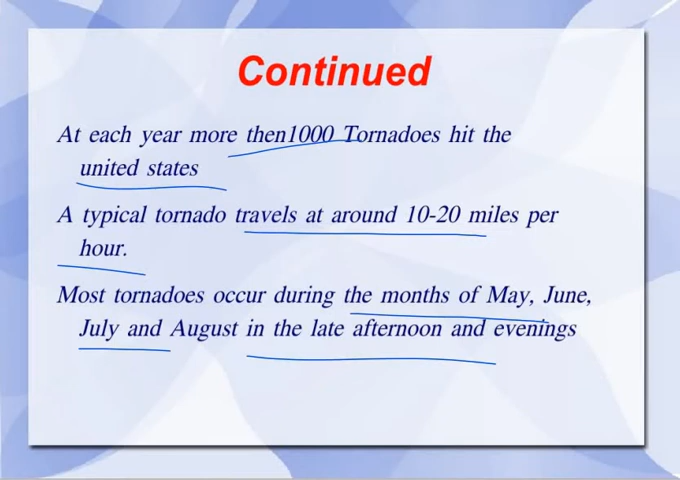 Continued
At each year more then1000 Tornadoes hit the
united states
A typical tornado travels at around 10-20 miles per
hour.
Most tornadoes occur during the months of May, June,
July and August in the late afternoon and evenings